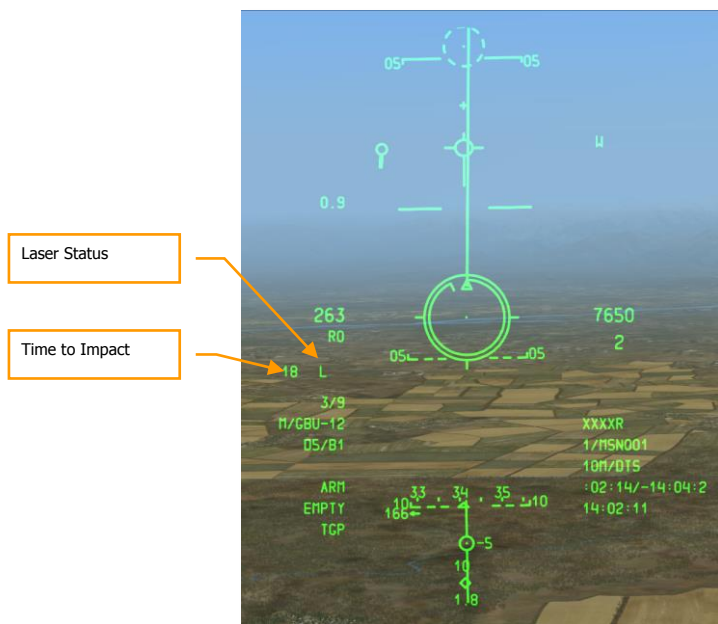 05 05
W
0.9
Laser Status
263 7650
R0 2
Time to Impact
05 05
18 L
3/9
M/GBU-12 XXXXR
05/B1 1/MSN001
10M/DTS
ARM 33 34 35 :02:14/-14:04:2
10 10
EMPTY 166 14:02:11
TGP
-5
10
1.8